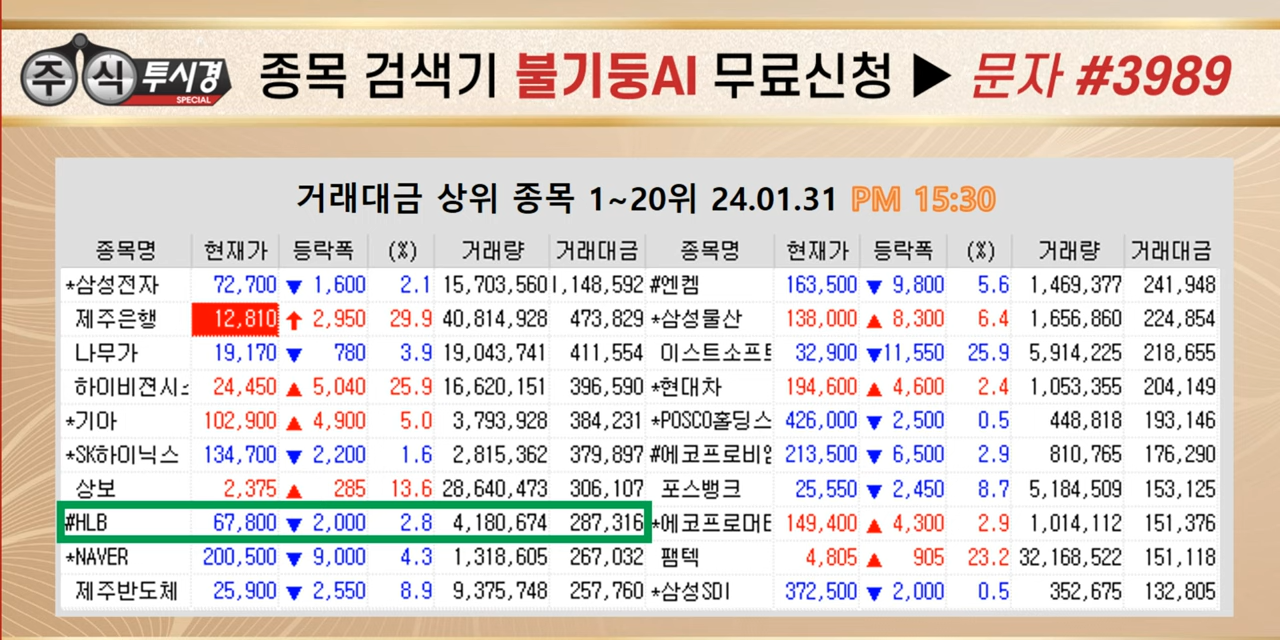 주식투시경 SPECIAL 종목 검색기 불기둥AI 무료신청 ▶ 문자 #3989
거래대금 상위 종목 1~20위 24.01.31 PM 15:30
종목명 현재가 등락폭 (%) 거래량 거래대금 종목명 현재가 등락폭 (%) 거래량 거래대금
*삼성전자 72,700 ▼ 1,600 2.1 15,703,560 1,148,592 #엔켐 163,500 ▼ 9,800 5.6 1,469,377 241,948
제주은행 12,810 ↑ 2,950 29.9 40,814,928 473,829 *삼성물산 138,000 ▲ 8,300 6.4 1,656,860 224,854
나무가 19,170 ▼ 780 3.9 19,043,741 411,554 이스트소프트 32,900 ▼ 11,550 25.9 5,914,225 218,655
하이비젼시스 24,450 ▲ 5,040 25.9 16,620,151 396,590 *현대차 194,600 ▲ 4,600 2.4 1,053,355 204,149
*기아 102,900 ▲ 4,900 5.0 3,793,928 384,231 *POSCO홀딩스 426,000 ▼ 2,500 0.5 448,818 193,146
*SK하이닉스 134,700 ▼ 2,200 1.6 2,815,362 379,897 #에코프로비엠 213,500 ▼ 6,500 2.9 810,765 176,290
상보 2,375 ▲ 285 13.6 28,640,473 306,107 포스뱅크 25,550 ▼ 2,450 8.7 5,184,509 153,125
#HLB 67,800 ▼ 2,000 2.8 4,180,674 287,316 *에코프로머티 149,400 ▲ 4,300 2.9 1,014,112 151,376
*NAVER 200,500 ▼ 9,000 4.3 1,318,605 267,032 팸텍 4,805 ▲ 905 23.2 32,168,522 151,118
제주반도체 25,900 ▼ 2,550 8.9 9,375,748 257,760 *삼성SDI 372,500 ▼ 2,000 0.5 352,675 132,805